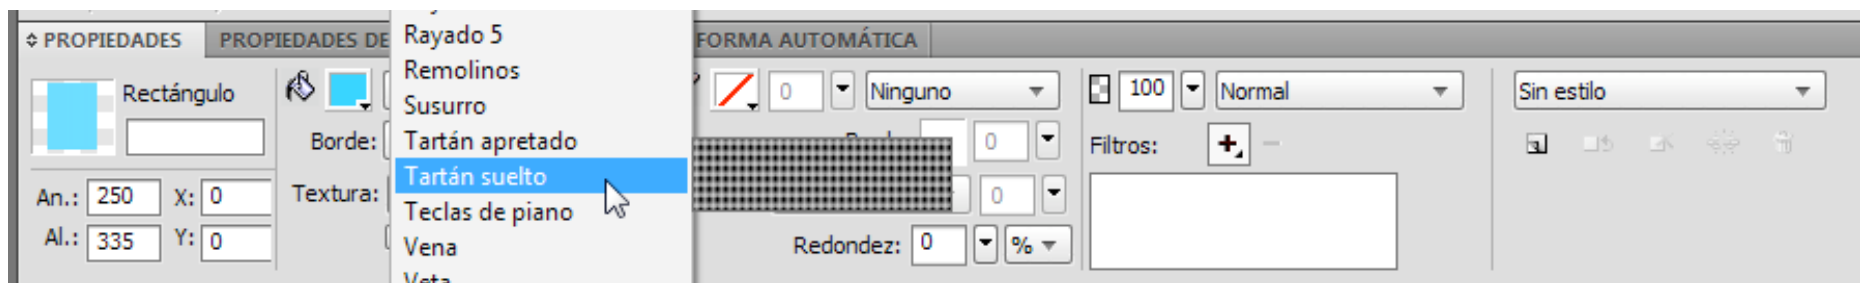 PROPIEDADES PROPIEDADES DE FORMA AUTOMÁTICA
Rayado 5
Remolinos
Susurro
Tartán apretado
Tartán suelto
Teclas de piano
Vena
Veta
Rectángulo
An.: 250 X: 0
Al.: 335 Y: 0
Borde:
Textura:
0 Ninguno
0
0
Redondez: 0 %
100 Normal
Filtros:
Sin estilo